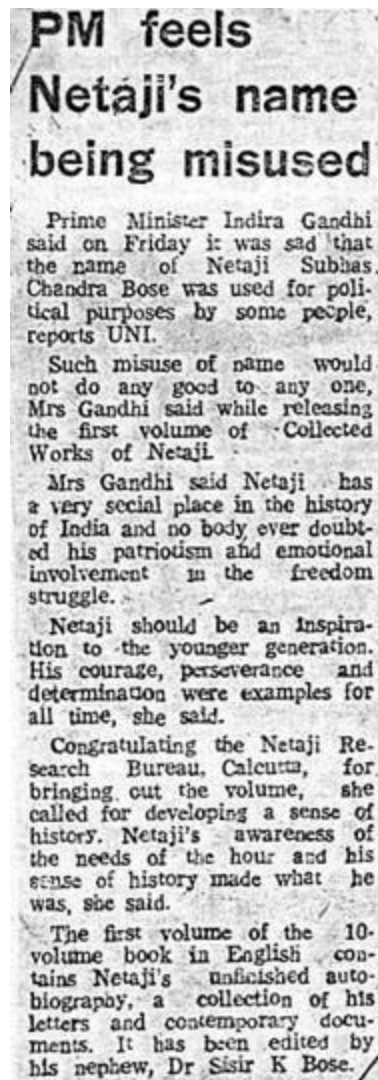 PM feels
Netaji's name
being misused
Prime Minister Indira Gandhi
said on Friday it was sad that
the name of Netaji Subhas
Chandra Bose was used for poli-
tical purposes by some people,
reports UNI.
Such misuse of name would
not do any good to any one,
Mrs Gandhi said while releasing
the first volume of Collected
Works of Netaji.
Mrs Gandhi said Netaji has
a very secial place in the history
of India and no body ever doubt-
ed his patriotism and emotional
involvement in the freedom
struggle.
Netaji should be an inspira-
tion to the younger generation.
His courage, perseverance and
determination were examples for
all time, she said.
Congratulating the Netaji Re-
search Bureau, Calcutta, for
bringing out the volume, she
called for developing a sense of
history. Netaji's awareness of
the needs of the hour and his
sense of history made what he
was, she said.
The first volume of the 10-
volume book in English con-
tains Netaji's unfinished auto-
biography, a collection of his
letters and contemporary docu-
ments. It has been edited by
his nephew, Dr Sisir K Bose.